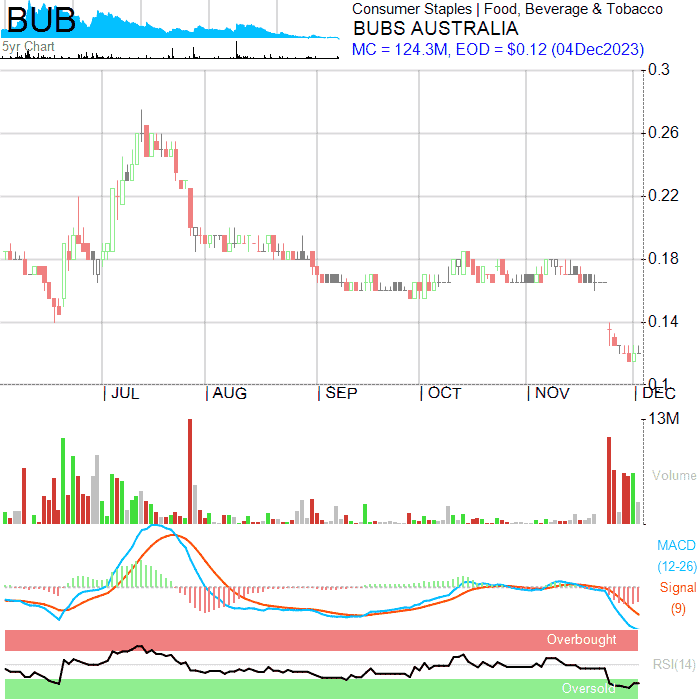 BUB
5yr Chart
Consumer Staples | Food, Beverage & Tobacco
BUBS AUSTRALIA
MC = 124.3M, EOD = $0.12 (04Dec2023)
0.3
0.26
0.22
0.18
0.14
0.1
JUL AUG SEP OCT NOV DEC
13M
Volume
MACD
(12-26)
Signal
(9)
Overbought
RSI(14)
Oversold